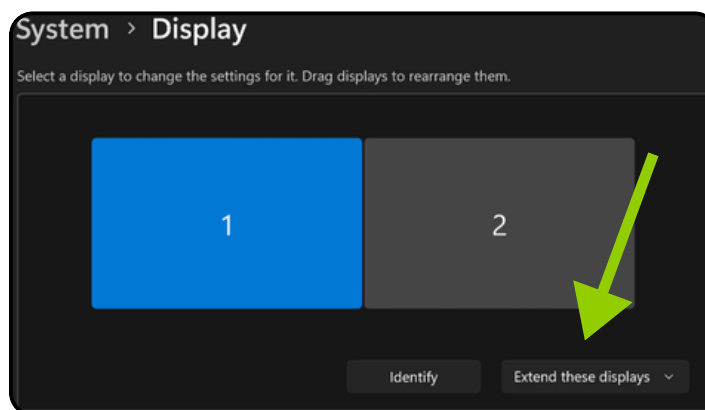 System > Display
Select a display to change the settings for it. Drag displays to rearrange them.
1
2
Identify
Extend these displays